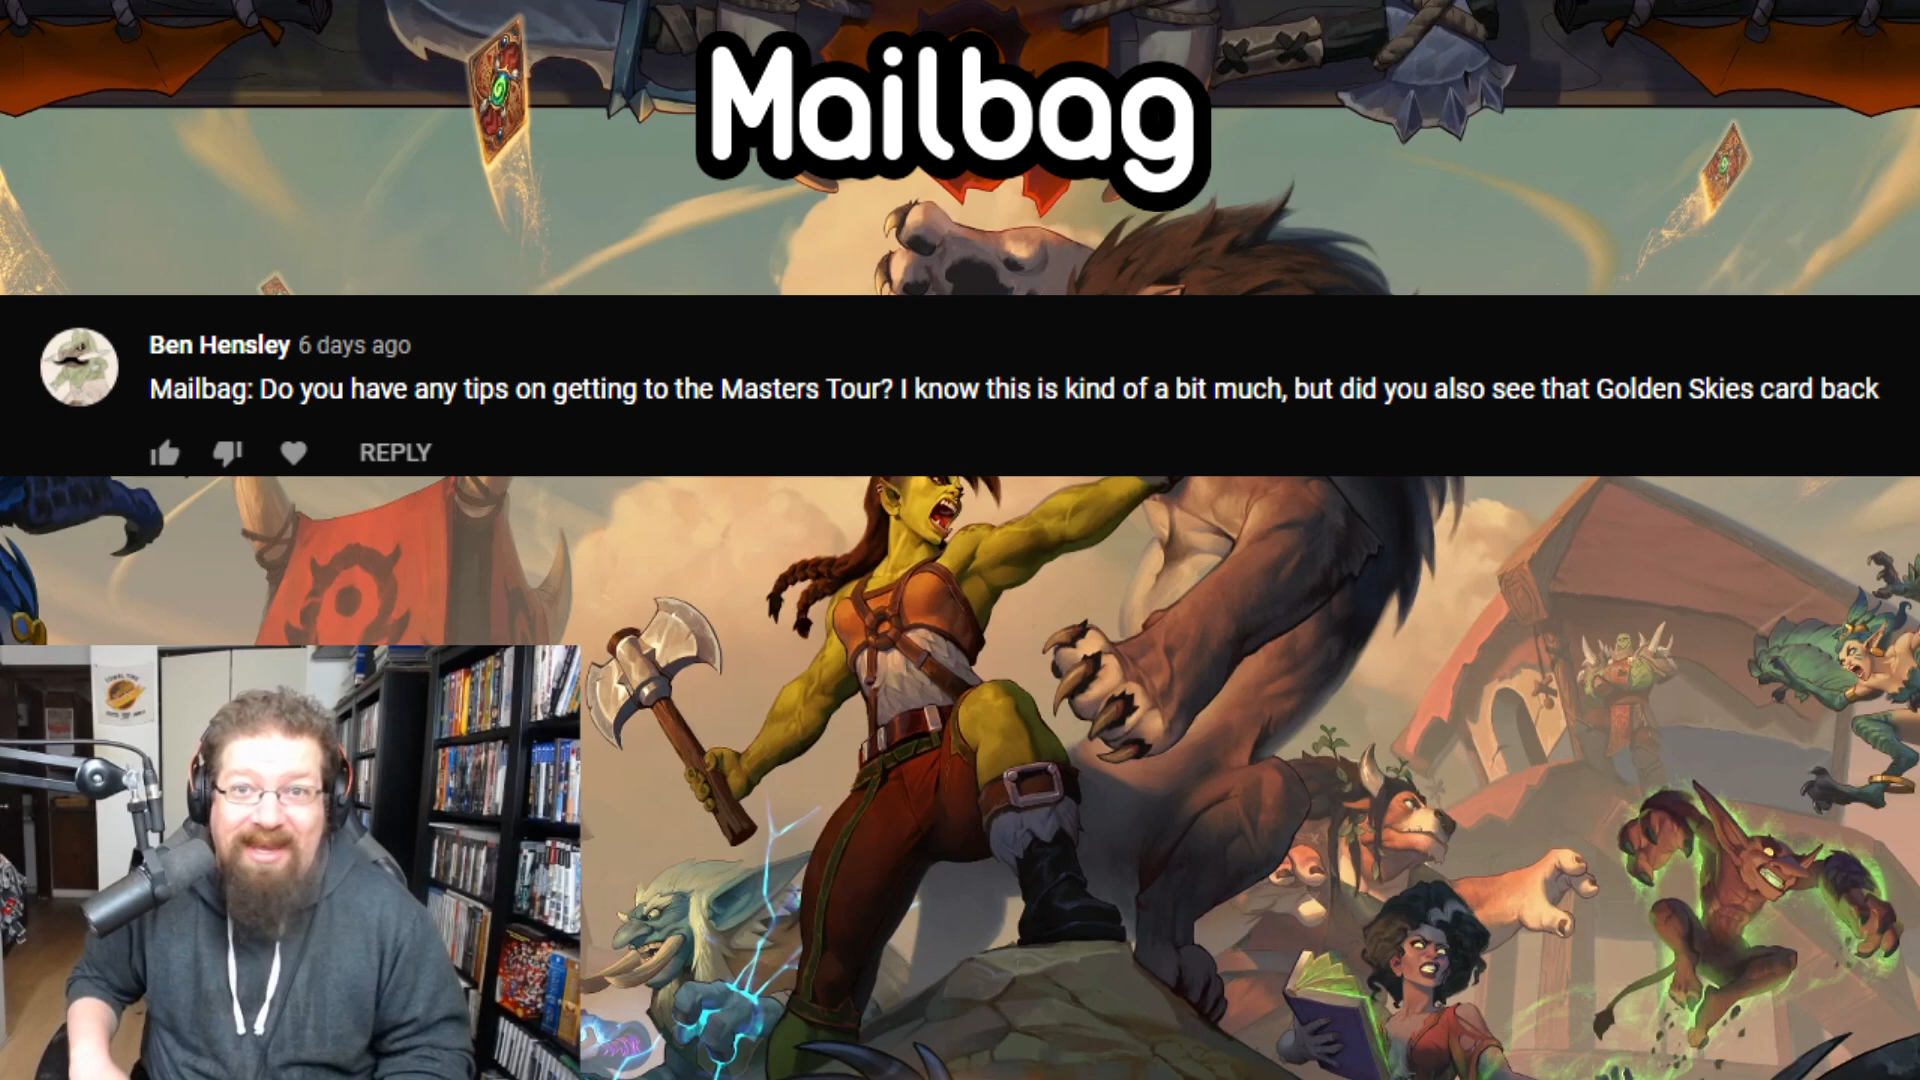 Mailbag
Ben Hensley 6 days ago
Mailbag: Do you have any tips on getting to the Masters Tour? I know this is kind of a bit much, but did you also see that Golden Skies card back
REPLY